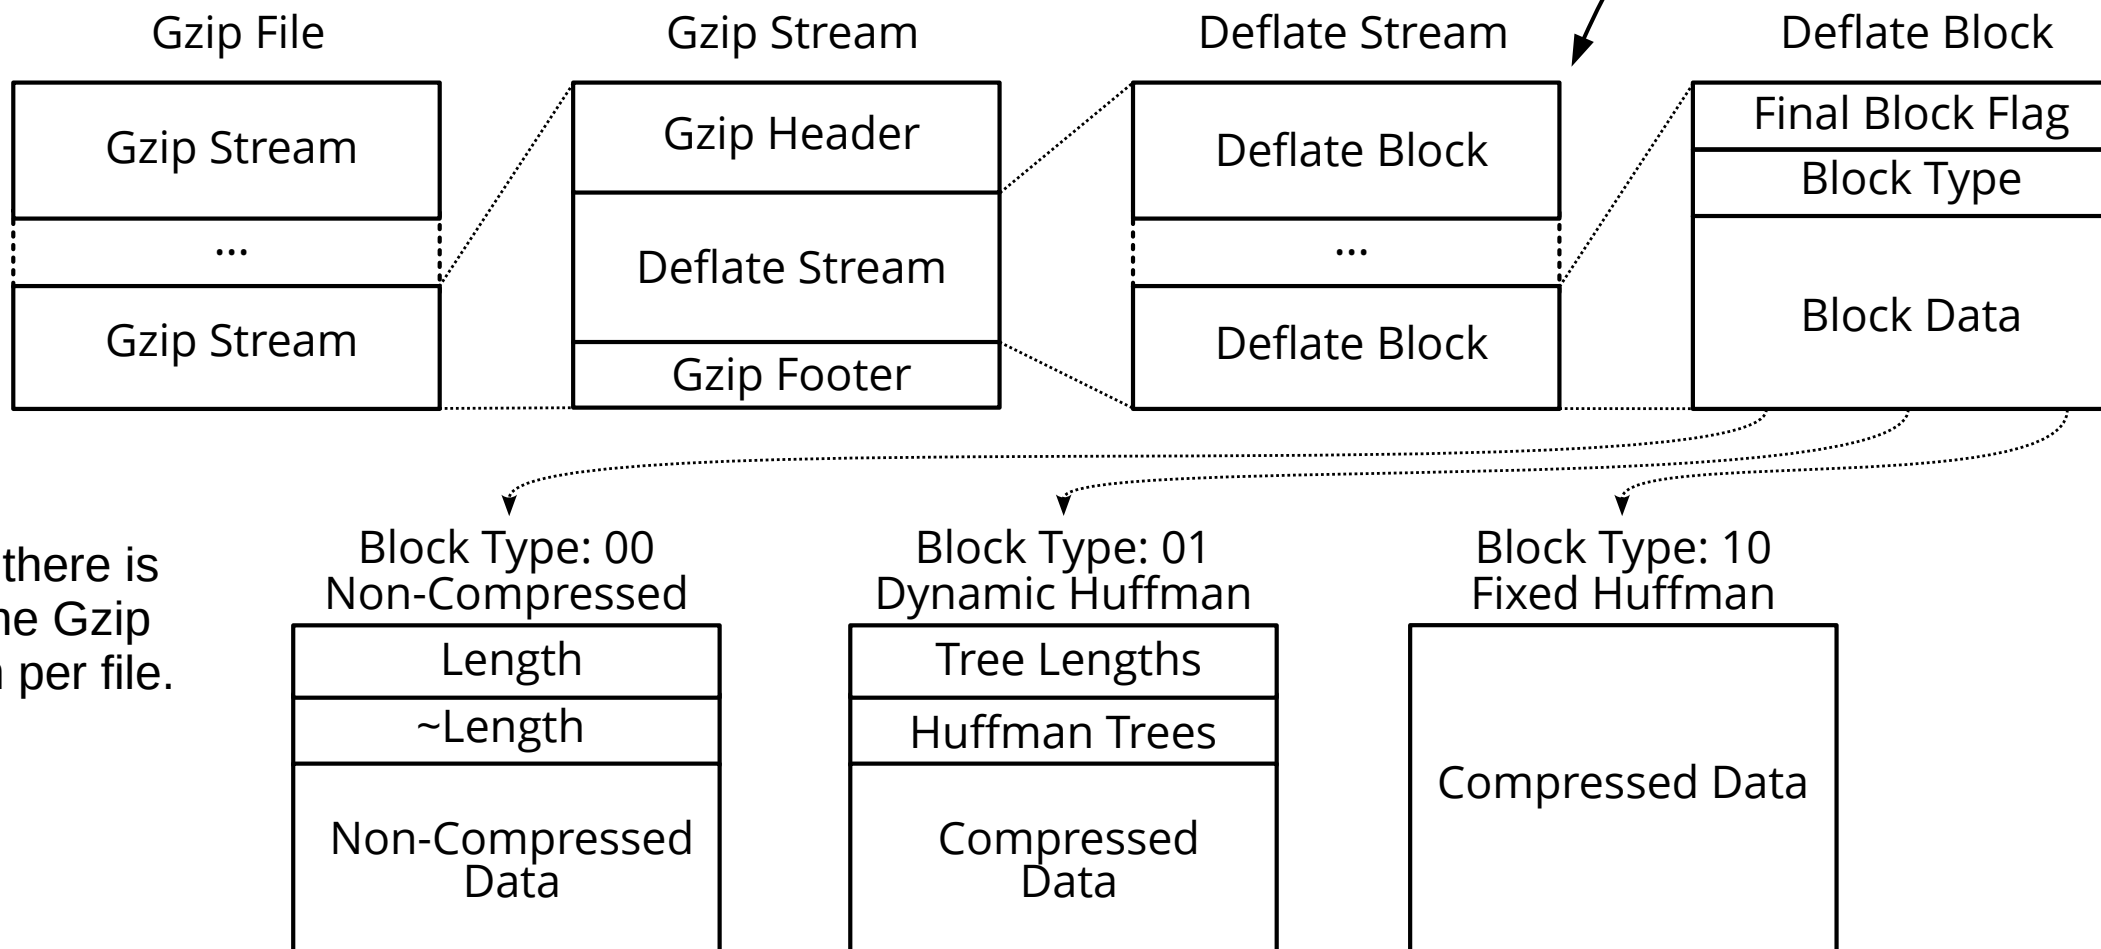 Gzip File
Gzip Stream
Deflate Stream
Deflate Block
Gzip Stream
...
Gzip Stream
Gzip Header
Deflate Stream
Gzip Footer
Deflate Block
...
Deflate Block
Final Block Flag
Block Type
Block Data
there is
Gzip
per file.
Block Type: 00
Non-Compressed
Length
~Length
Non-Compressed
Data
Block Type: 01
Dynamic Huffman
Tree Lengths
Huffman Trees
Compressed
Data
Block Type: 10
Fixed Huffman
Compressed Data